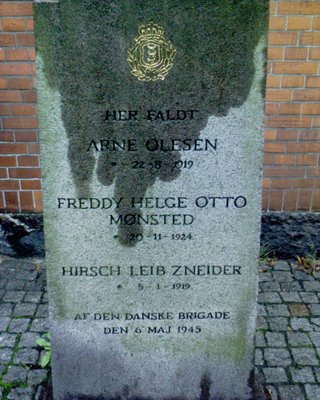 HER FALDT
ARNE OLESEN
* 22-8-1919
FREDDY HELGE OTTO
MØNSTED
* 20-11-1924
HIRSCH LEIB ZNEIDER
* 5-1-1919
AF DEN DANSKE BRIGADE
DEN 6 MAJ 1945